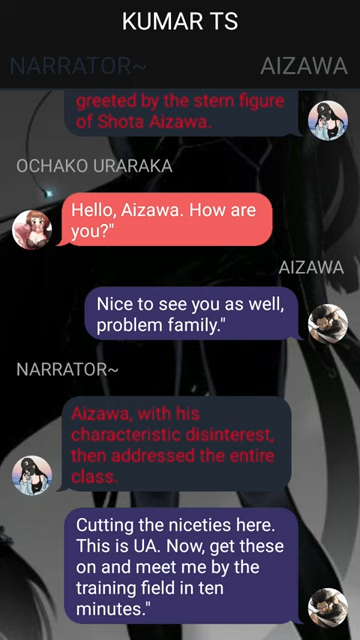 KUMAR TS
NARRATOR~
AIZAWA
greeted by the stern figure
of Shota Aizawa.
OCHAKO URARAKA
Hello, Aizawa. How are
you?"
AIZAWA
Nice to see you as well,
problem family."
NARRATOR~
Aizawa, with his
characteristic disinterest,
then addressed the entire
class.
Cutting the niceties here.
This is UA. Now, get these
on and meet me by the
training field in ten
minutes."